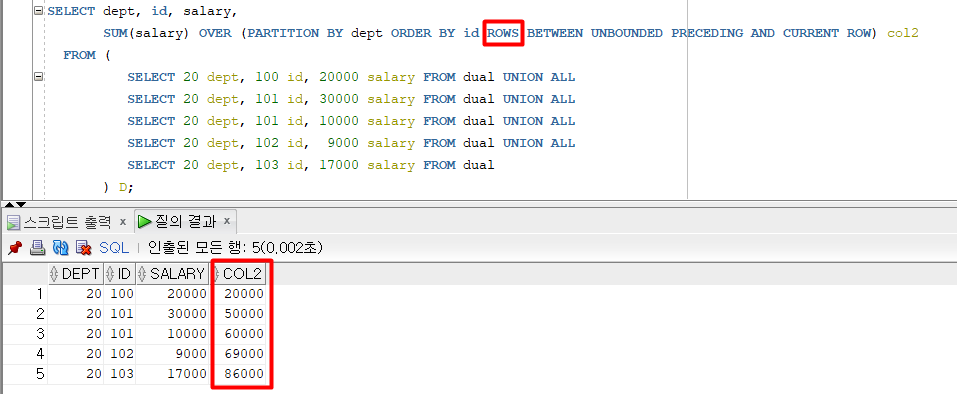 SELECT dept, id, salary,
SUM(salary) OVER (PARTITION BY dept ORDER BY id ROWS BETWEEN UNBOUNDED PRECEDING AND CURRENT ROW) col2
FROM (
SELECT 20 dept, 100 id, 20000 salary FROM dual UNION ALL
SELECT 20 dept, 101 id, 30000 salary FROM dual UNION ALL
SELECT 20 dept, 101 id, 10000 salary FROM dual UNION ALL
SELECT 20 dept, 102 id, 9000 salary FROM dual UNION ALL
SELECT 20 dept, 103 id, 17000 salary FROM dual
) D;
스크립트 출력 x 질의 결과 x
SQL | 인출된 모든 행: 5(0,002초)
DEPT ID SALARY COL2
1 20 100 20000 20000
2 20 101 30000 50000
3 20 101 10000 60000
4 20 102 9000 69000
5 20 103 17000 86000